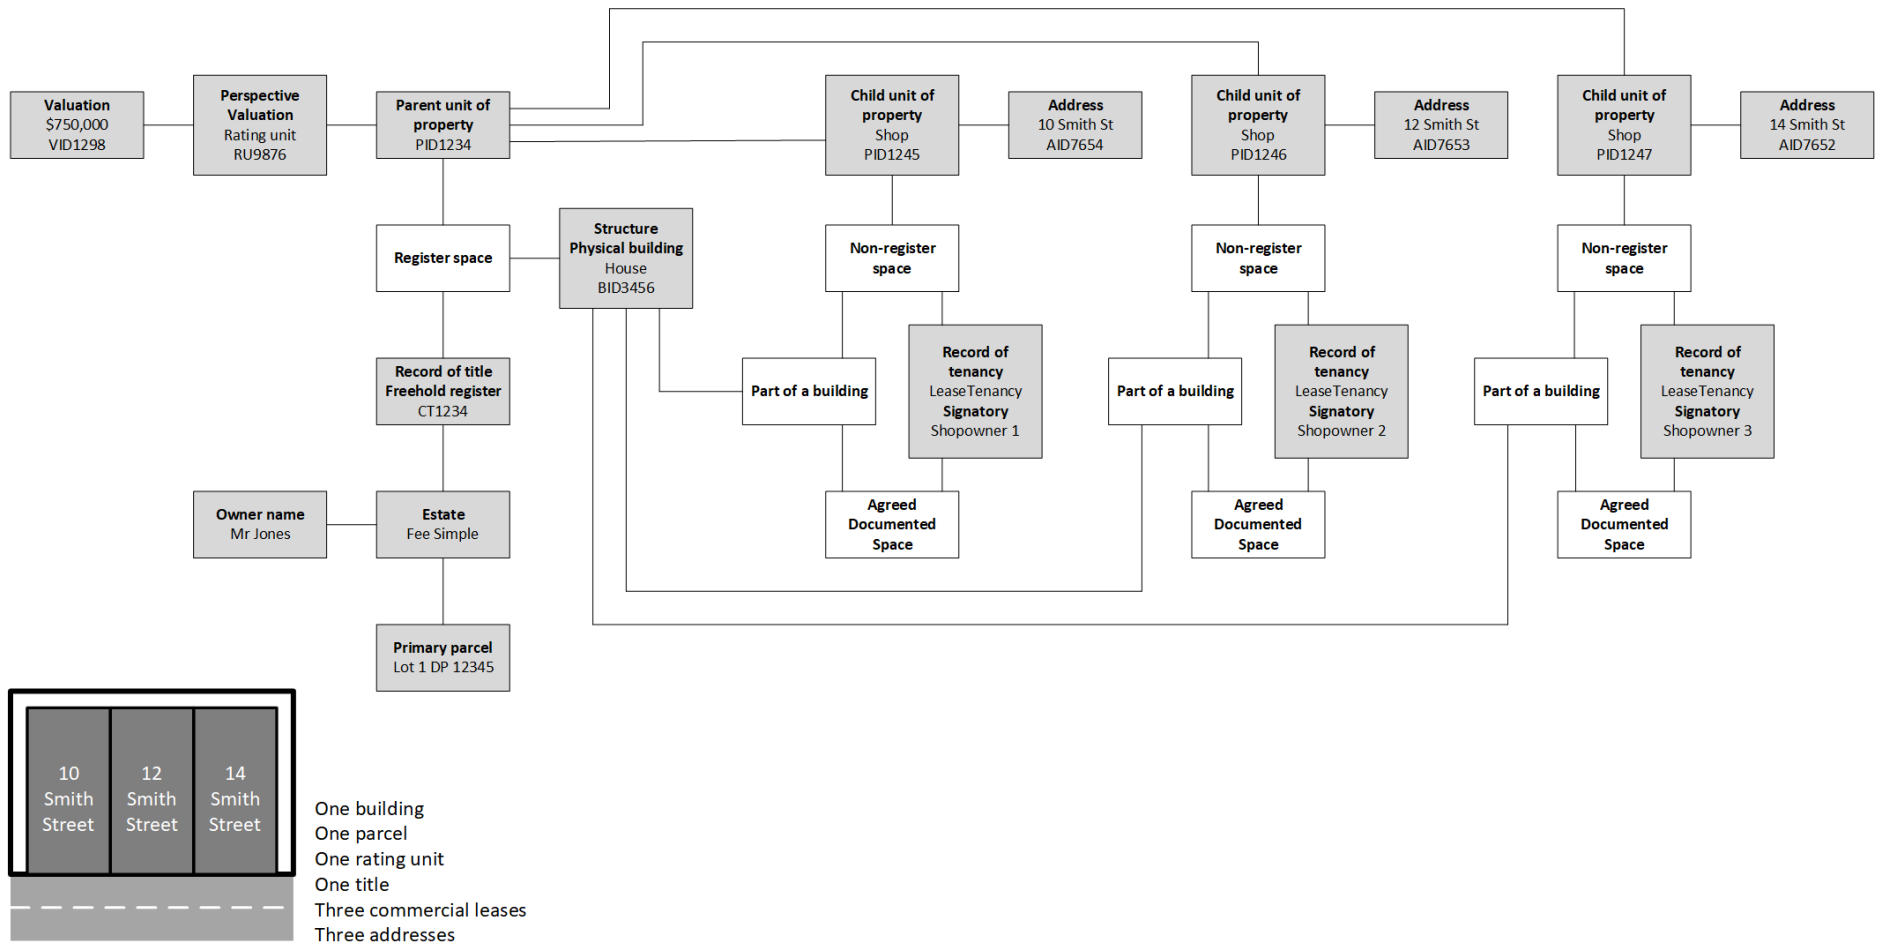 Valuation
$750,000
VID1298
Perspective
Valuation
Rating unit
RU9876
Parent unit of
property
PID1234
Child unit of
property
Shop
PID1245
Address
10 Smith St
AID7654
Child unit of
property
Shop
PID1246
Address
12 Smith St
AID7653
Child unit of
property
Shop
PID1247
Address
14 Smith St
AID7652
Register space
Structure
Physical building
House
BID3456
Non-register
space
Non-register
space
Non-register
space
Record of title
Freehold register
CT1234
Part of a building
Record of
tenancy
LeaseTenancy
Signatory
Shopowner 1
Part of a building
Record of
tenancy
LeaseTenancy
Signatory
Shopowner 2
Part of a building
Record of
tenancy
LeaseTenancy
Signatory
Shopowner 3
Owner name
Mr Jones
Estate
Fee Simple
Agreed
Documented
Space
Agreed
Documented
Space
Agreed
Documented
Space
Primary parcel
Lot 1 DP 12345
10
Smith
Street
12
Smith
Street
14
Smith
Street
One building
One parcel
One rating unit
One title
Three commercial leases
Three addresses